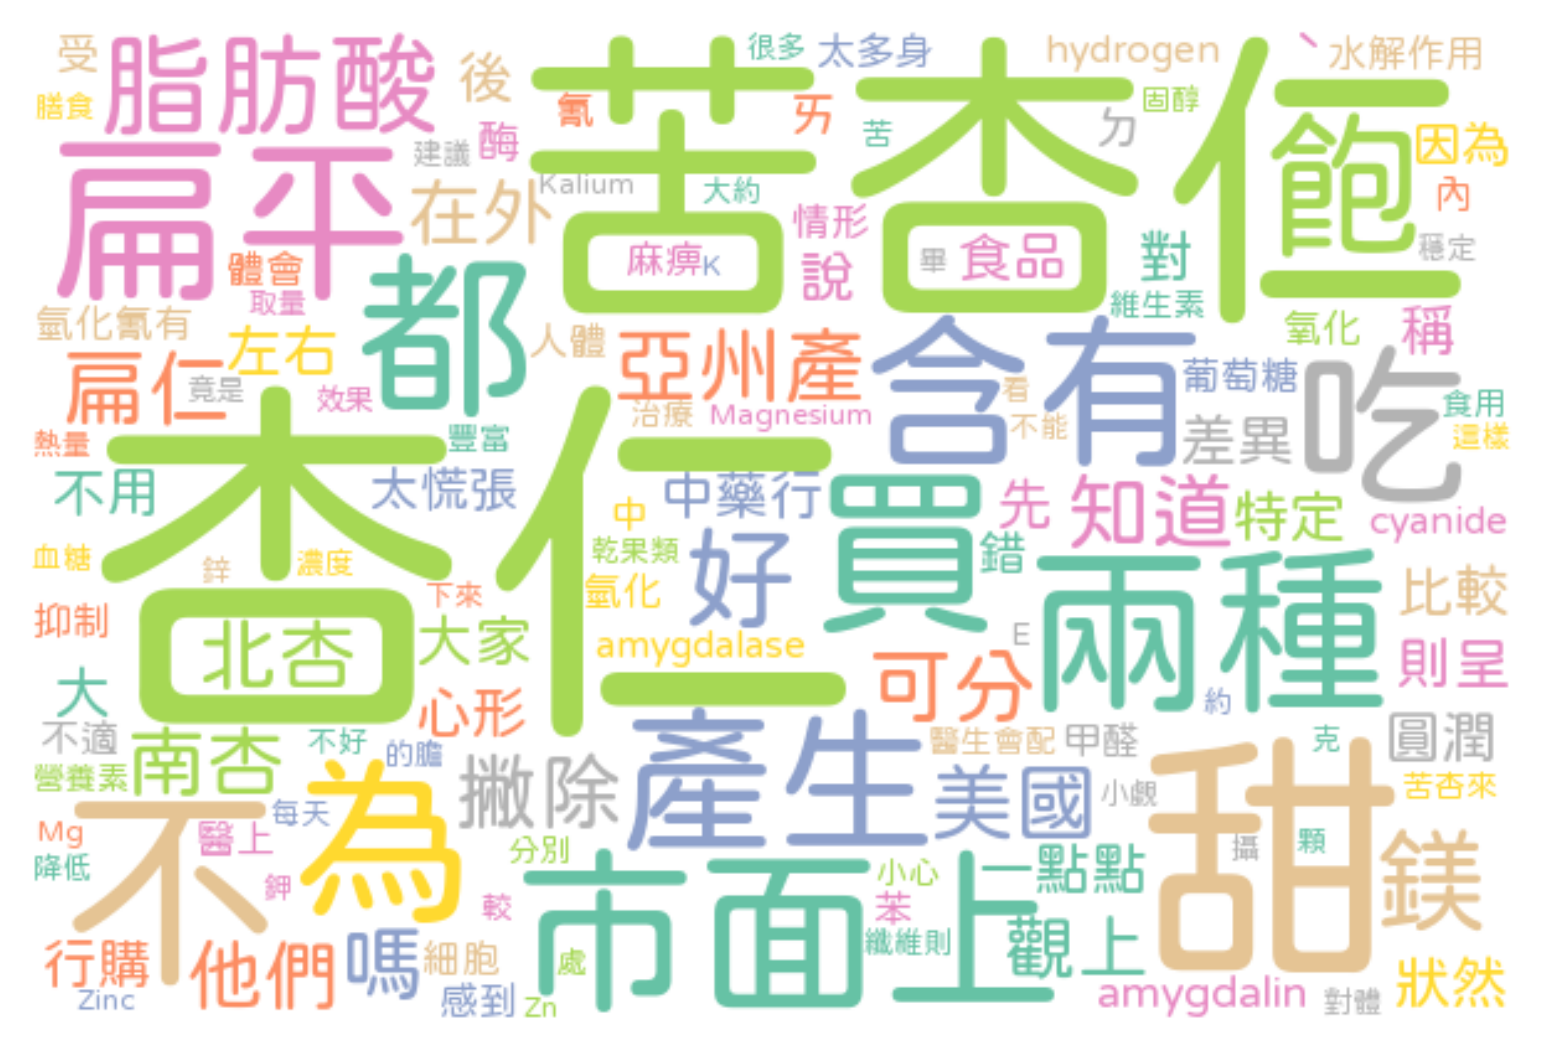 受
脂肪酸
後
苦杏仁
很多
太多身
hydrogen
水解作用
膳食
氰
歹
苦
勹
固醇
飽
因為
建議
酶
扁平
在外
Kalium
大約
情形
內
麻痹
K
畢
食品
說
對
穩定
體會
取量
都
維生素
氫化氰有
左右
人體
亞州產
含有
氧化
稱
扁仁
竟是
效果
治療
Magnesium
看
不能
葡萄糖
吃
食用
差異
這樣
熱量
杏仁
豐富
不用
太慌張
中藥行
買
先
知道
特定
cyanide
中
血糖
鋅
濃度
乾果類
好
錯
兩種
比較
抑制
下來
氫化
北杏
大家
amygdalase
E
則呈
可分
大
心形
約
不適
南杏
不好
的膽
撇除
產生
醫生會配
甲醛
克
圓潤
營養素
美國
小覷
甜
苦杏來
不
為
每天
Mg
醫上
分別
市面上
小心
一點點
攝
顆
鎂
降低
鉀
較
苯
行購
他們
嗎
細胞
處
纖維則
觀上
Zinc
感到
Zn
amygdalin
對體
狀然